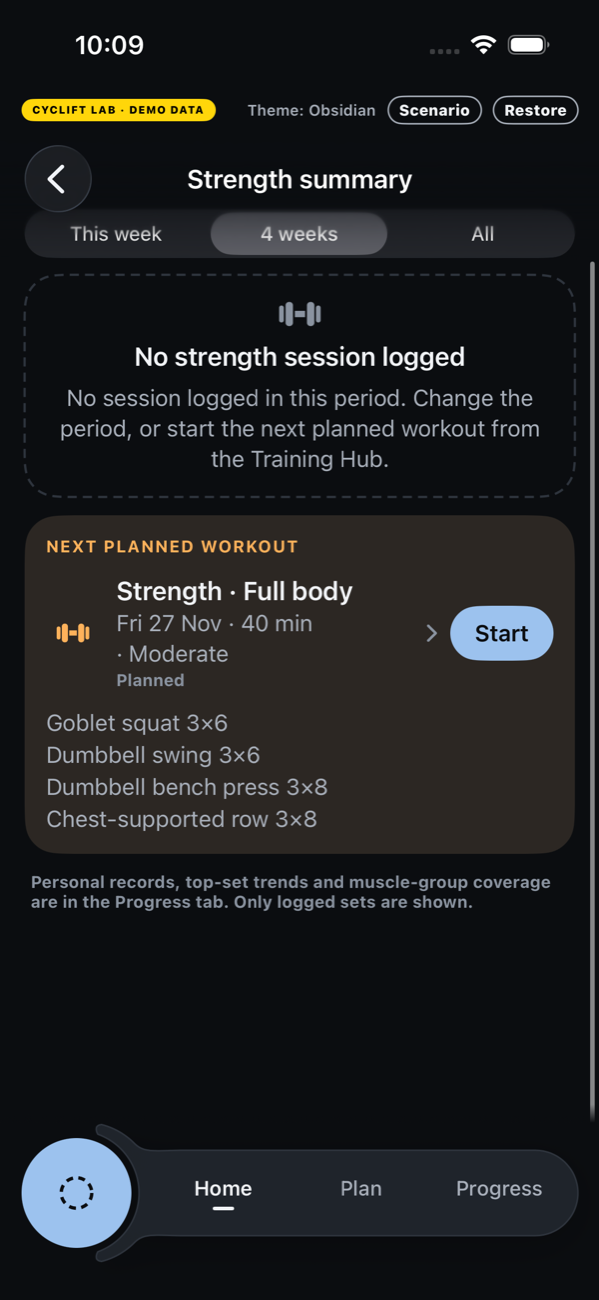 10:09
CYCLIFT LAB · DEMO DATA
Theme: Obsidian
Scenario
Restore
Strength summary
This week
4 weeks
All
No strength session logged
No session logged in this period. Change the
period, or start the next planned workout from
the Training Hub.
NEXT PLANNED WORKOUT
Strength · Full body
Fri 27 Nov · 40 min
· Moderate
Planned
Start
Goblet squat 3×6
Dumbbell swing 3×6
Dumbbell bench press 3×8
Chest-supported row 3×8
Personal records, top-set trends and muscle-group coverage
are in the Progress tab. Only logged sets are shown.
Home
Plan
Progress